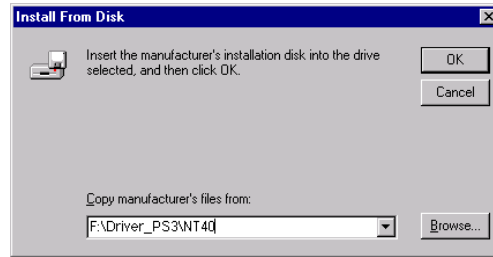 Install From Disk
Insert the manufacturer's installation disk into the drive
selected, and then click OK.
OK
Cancel
Copy manufacturer's files from:
F:\Driver_PS3\NT40
Browse...